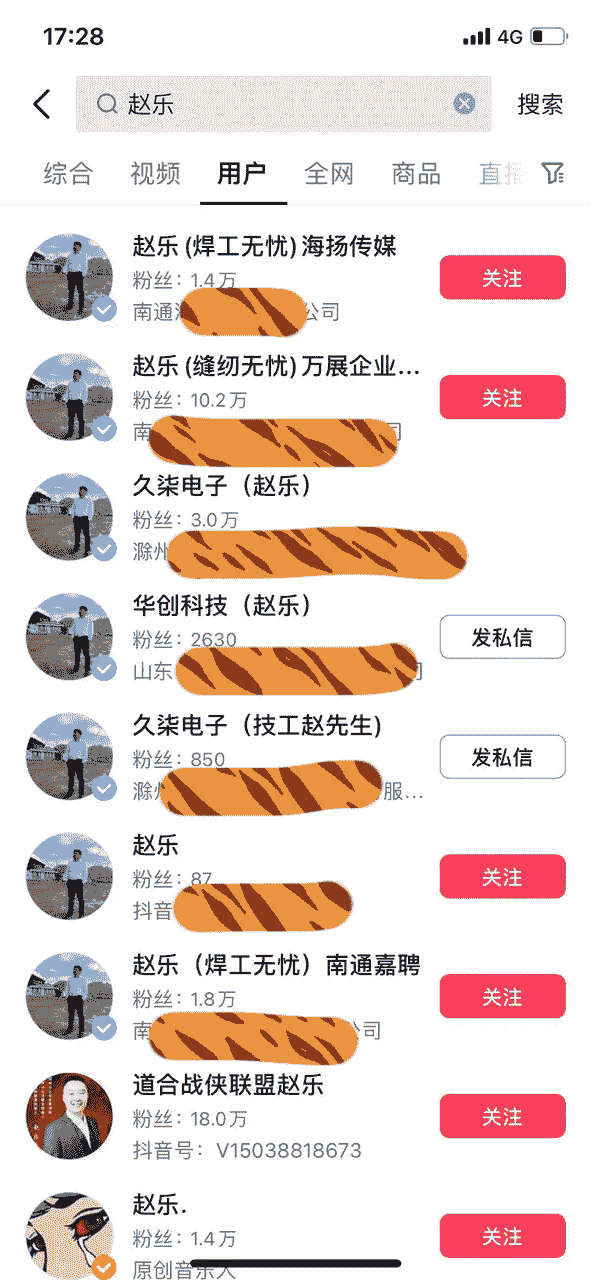 17:28
4G
赵乐
搜索
综合 视频 用户 全网 商品 直播
赵乐(焊工无忧)海扬传媒
粉丝：1.4万
关注
南通 公司
赵乐(缝纫无忧)万展企业...
粉丝：10.2万
关注
南 司
久柒电子（赵乐）
粉丝：3.0万
滁州
华创科技（赵乐）
粉丝：2630
发私信
山东 司
久柒电子（技工赵先生)
粉丝：850
发私信
滁州 服...
赵乐
粉丝：87
关注
抖音
赵乐（焊工无忧）南通嘉聘
粉丝：1.8万
关注
南 公司
道合战侠联盟赵乐
粉丝：18.0万
关注
抖音号：V15038818673
赵乐.
粉丝：1.4万
关注
原创音乐人